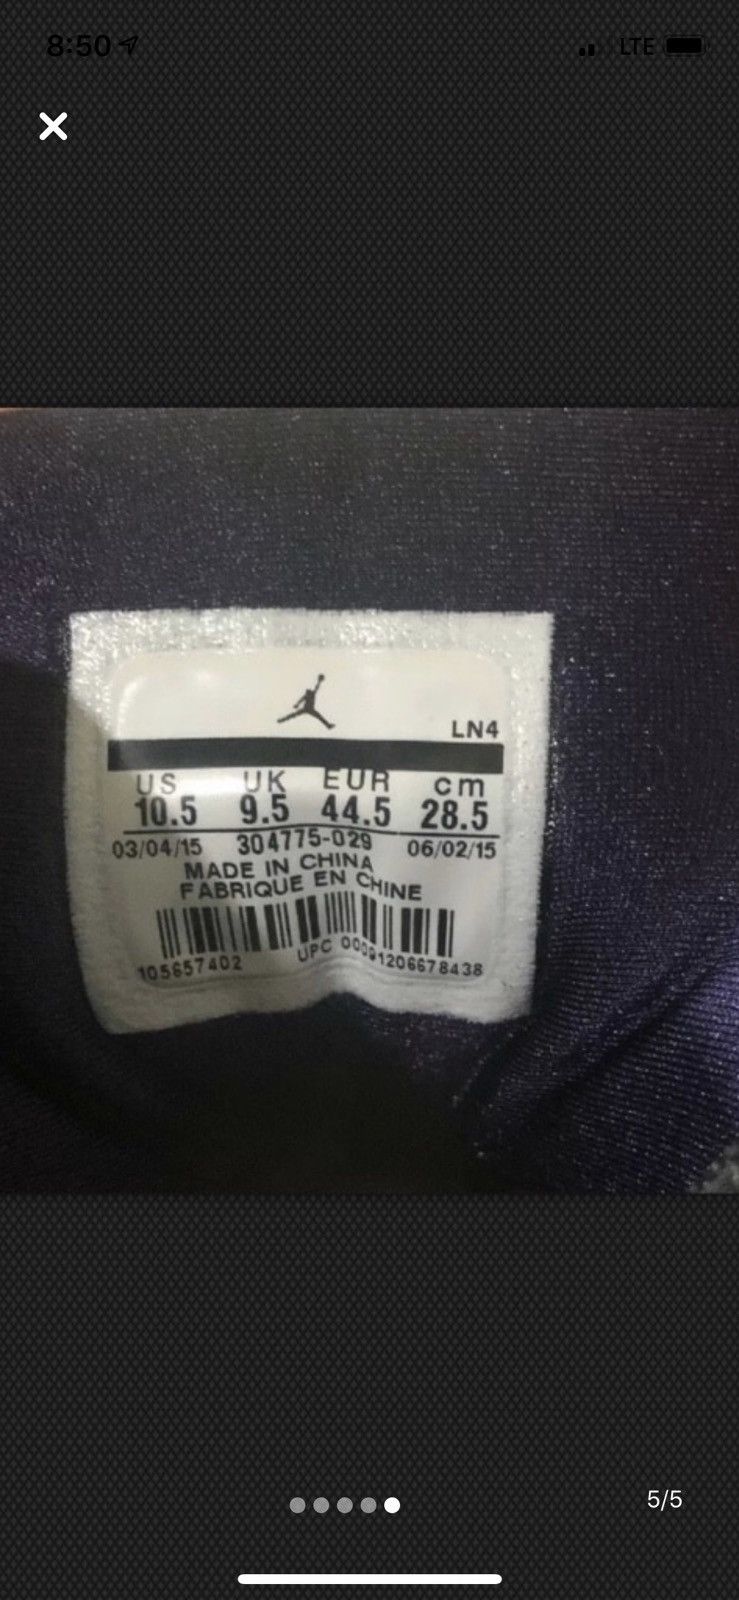 8:50 LTE
LN4
US UK EUR cm
10.5 9.5 44.5 28.5
03/04/15 304775-029 06/02/15
MADE IN CHINA
FABRIQUE EN CHINE
105657402 UPC 00091206678438
5/5